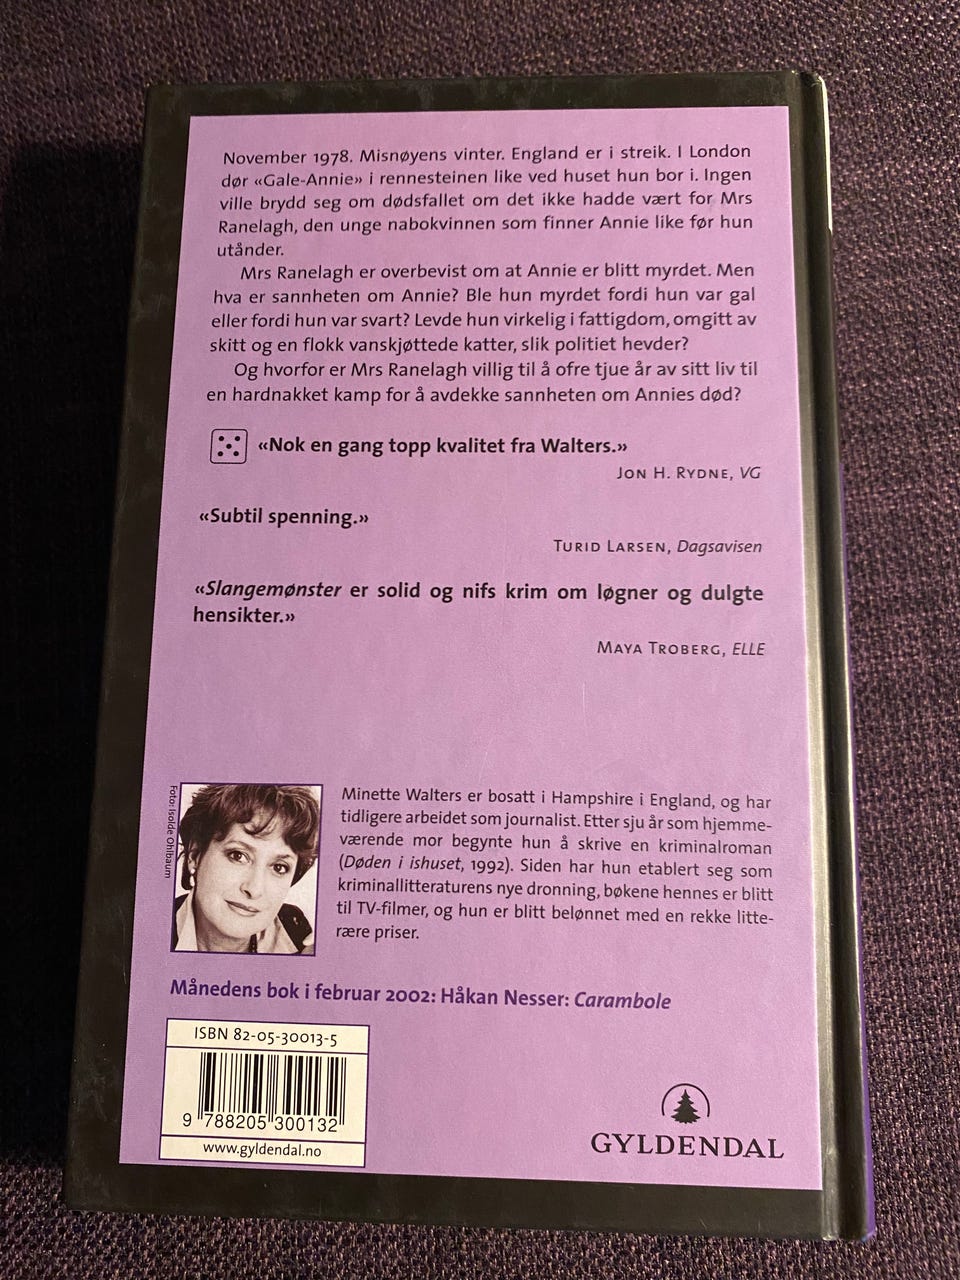 November 1978. Misnøyens vinter. England er i streik. I London
dør «Gale-Annie» i rennesteinen like ved huset hun bor i. Ingen
ville brydd seg om dødsfallet om det ikke hadde vært for Mrs
Ranelagh, den unge nabokvinnen som finner Annie like før hun
utånder.
Mrs Ranelagh er overbevist om at Annie er blitt myrdet. Men
hva er sannheten om Annie? Ble hun myrdet fordi hun var gal
eller fordi hun var svart? Levde hun virkelig i fattigdom, omgitt av
skitt og en flokk vanskjøttede katter, slik politiet hevder?
Og hvorfor er Mrs Ranelagh villig til å ofre tjue år av sitt liv til
en hardnakket kamp for å avdekke sannheten om Annies død?
«Nok en gang topp kvalitet fra Walters.»
JON H. RYDNE, VG
«Subtil spenning.»
TURID LARSEN, Dagsavisen
«Slangemønster er solid og nifs krim om løgner og dulgte
hensikter.»
MAYA TROBERG, ELLE
Foto: Isolde Ohlbaum
Minette Walters er bosatt i Hampshire i England, og har
tidligere arbeidet som journalist. Etter sju år som hjemme-
værende mor begynte hun å skrive en kriminalroman
(Døden i ishuset, 1992). Siden har hun etablert seg som
kriminallitteraturens nye dronning, bøkene hennes er blitt
til TV-filmer, og hun er blitt belønnet med en rekke litte-
rære priser.
Månedens bok i februar 2002: Håkan Nesser: Carambole
ISBN 82-05-30013-5
9 788205 300132
www.gyldendal.no
GYLDENDAL